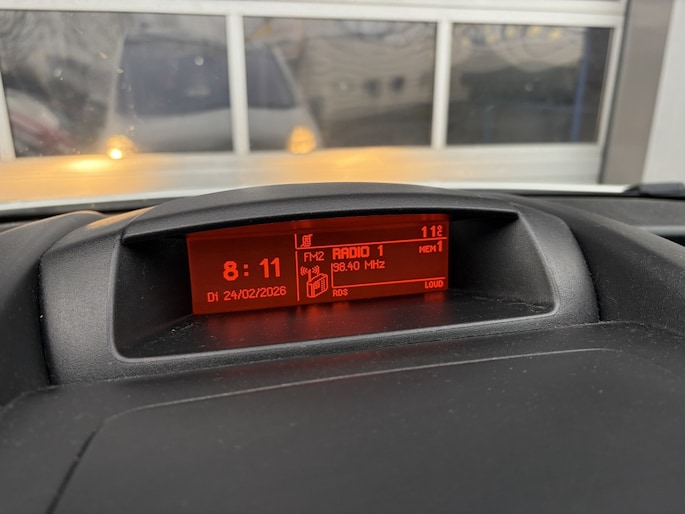 8:11
Di 24/02/2026
11°C
FM2 RADIO 1 MEM1
98.40 MHz
RDS LOUD